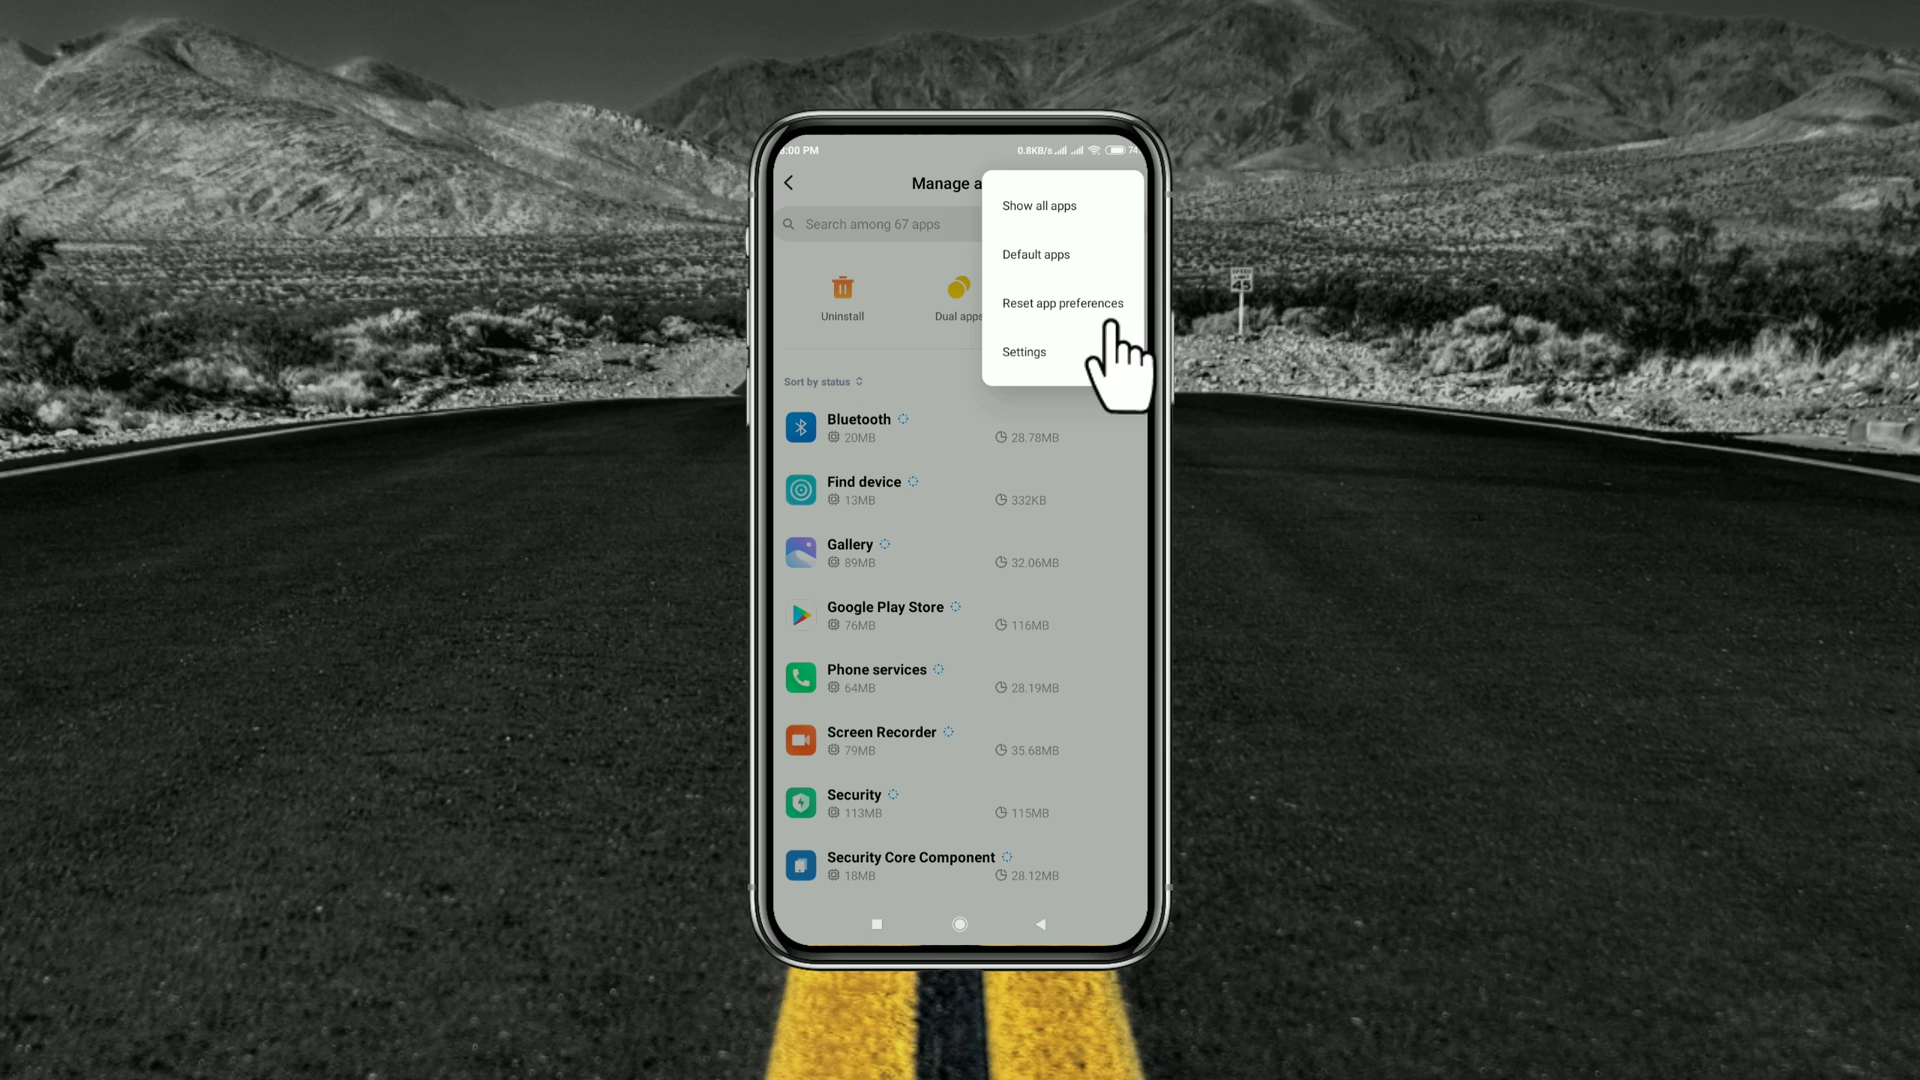 :00 PM
0.8KB/s
74
Manage a
Search among 67 apps
Show all apps
Default apps
Reset app preferences
Settings
Uninstall
Dual apps
Sort by status
Bluetooth
20MB
28.78MB
Find device
13MB
332KB
Gallery
89MB
32.06MB
Google Play Store
76MB
116MB
Phone services
64MB
28.19MB
Screen Recorder
79MB
35.68MB
Security
113MB
115MB
Security Core Component
18MB
28.12MB
SPEED
45